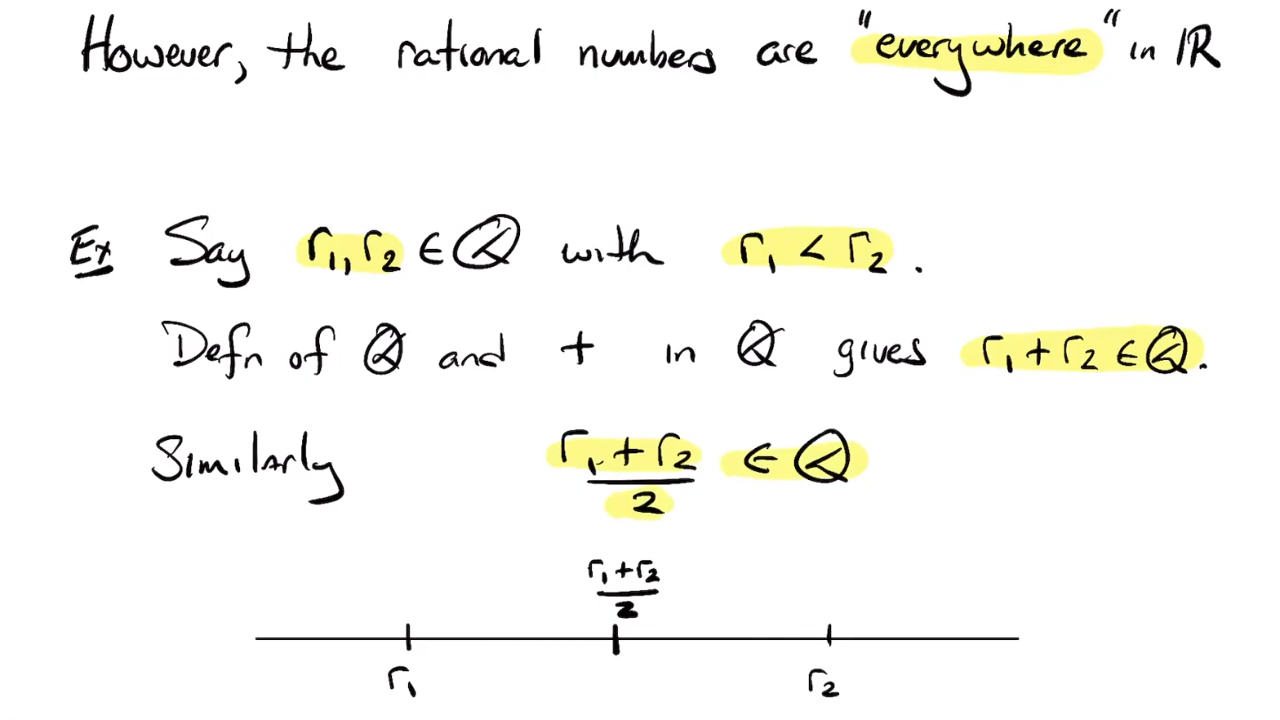 However, the rational numbers are "everywhere" in ℝ
Ex Say r₁, r₂ ∈ ℚ with r₁ < r₂.
Defn of ℚ and + in ℚ gives r₁ + r₂ ∈ ℚ.
Similarly (r₁ + r₂)/2 ∈ ℚ
(r₁ + r₂)/2
r₁ r₂